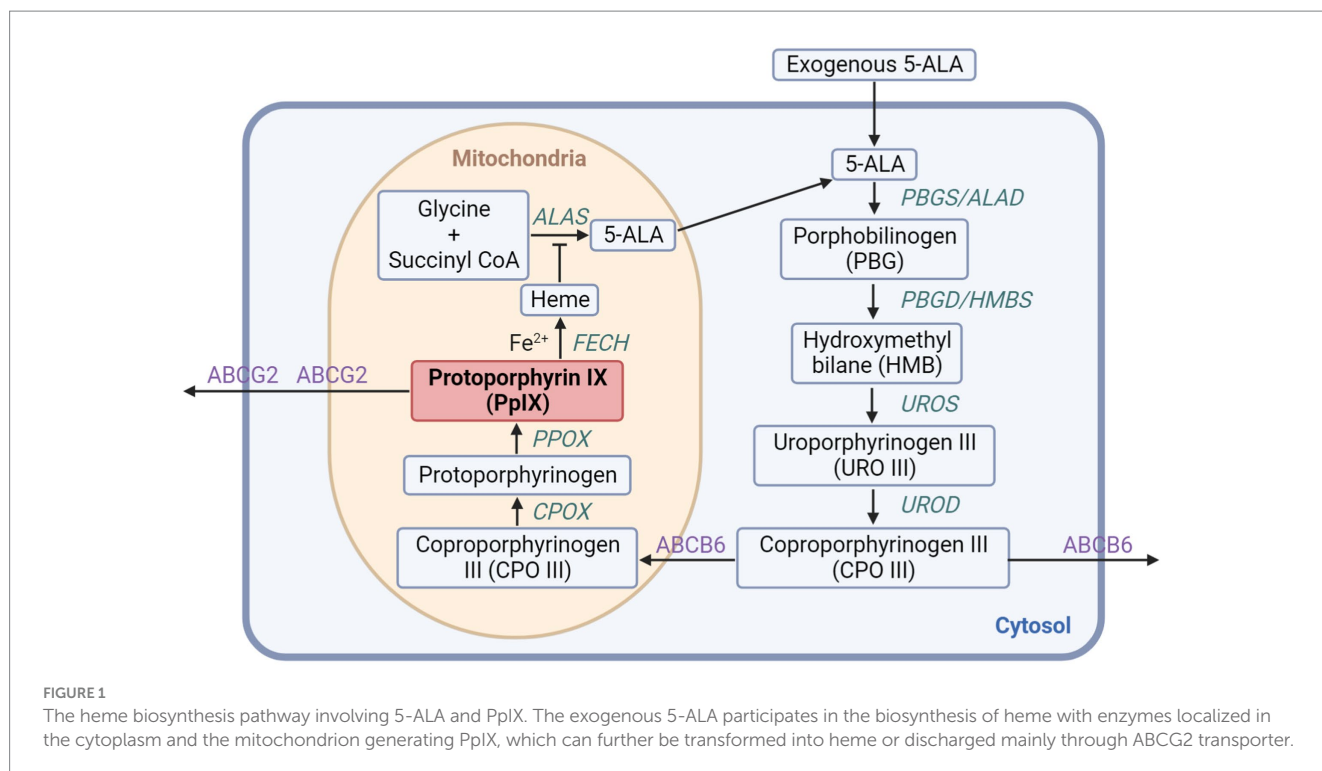 Exogenous 5-ALA
Mitochondria
5-ALA
Glycine
+
Succinyl CoA
ALAS
5-ALA
PBGS/ALAD
Porphobilinogen
(PBG)
Heme
PBGD/HMBS
Fe²⁺
FECH
Hydroxymethyl
bilane (HMB)
ABCG2 ABCG2
Protoporphyrin IX
(PpIX)
UROS
PPOX
Uroporphyrinogen III
(URO III)
Protoporphyrinogen
CPOX
UROD
Coproporphyrinogen
III (CPO III)
ABCB6
Coproporphyrinogen III
(CPO III)
ABCB6
Cytosol
FIGURE 1
The heme biosynthesis pathway involving 5-ALA and PpIX. The exogenous 5-ALA participates in the biosynthesis of heme with enzymes localized in
the cytoplasm and the mitochondrion generating PpIX, which can further be transformed into heme or discharged mainly through ABCG2 transporter.